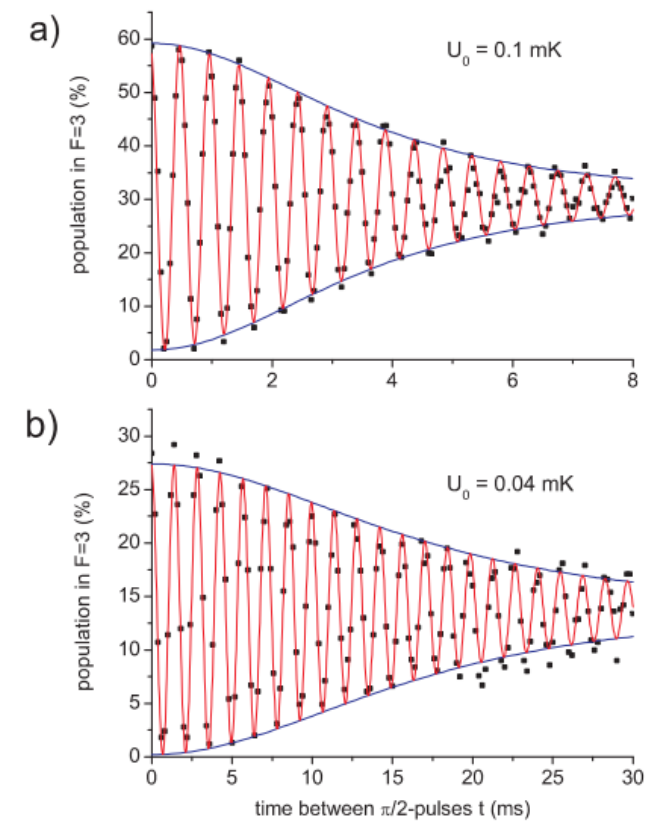 a)
U₀ = 0.1 mK
population in F=3 (%)
60
50
40
30
20
10
0
0 2 4 6 8
b)
U₀ = 0.04 mK
population in F=3 (%)
30
25
20
15
10
5
0
0 5 10 15 20 25 30
time between π/2-pulses t (ms)